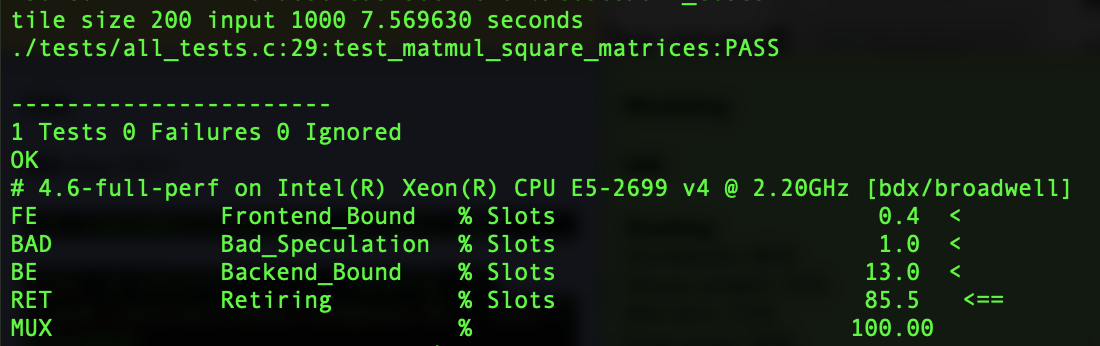 tile size 200 input 1000 7.569630 seconds
./tests/all_tests.c:29:test_matmul_square_matrices:PASS
-----------------------
1 Tests 0 Failures 0 Ignored
OK
# 4.6-full-perf on Intel(R) Xeon(R) CPU E5-2699 v4 @ 2.20GHz [bdx/broadwell]
FE Frontend_Bound % Slots 0.4 <
BAD Bad_Speculation % Slots 1.0 <
BE Backend_Bound % Slots 13.0 <
RET Retiring % Slots 85.5 <==
MUX % 100.00